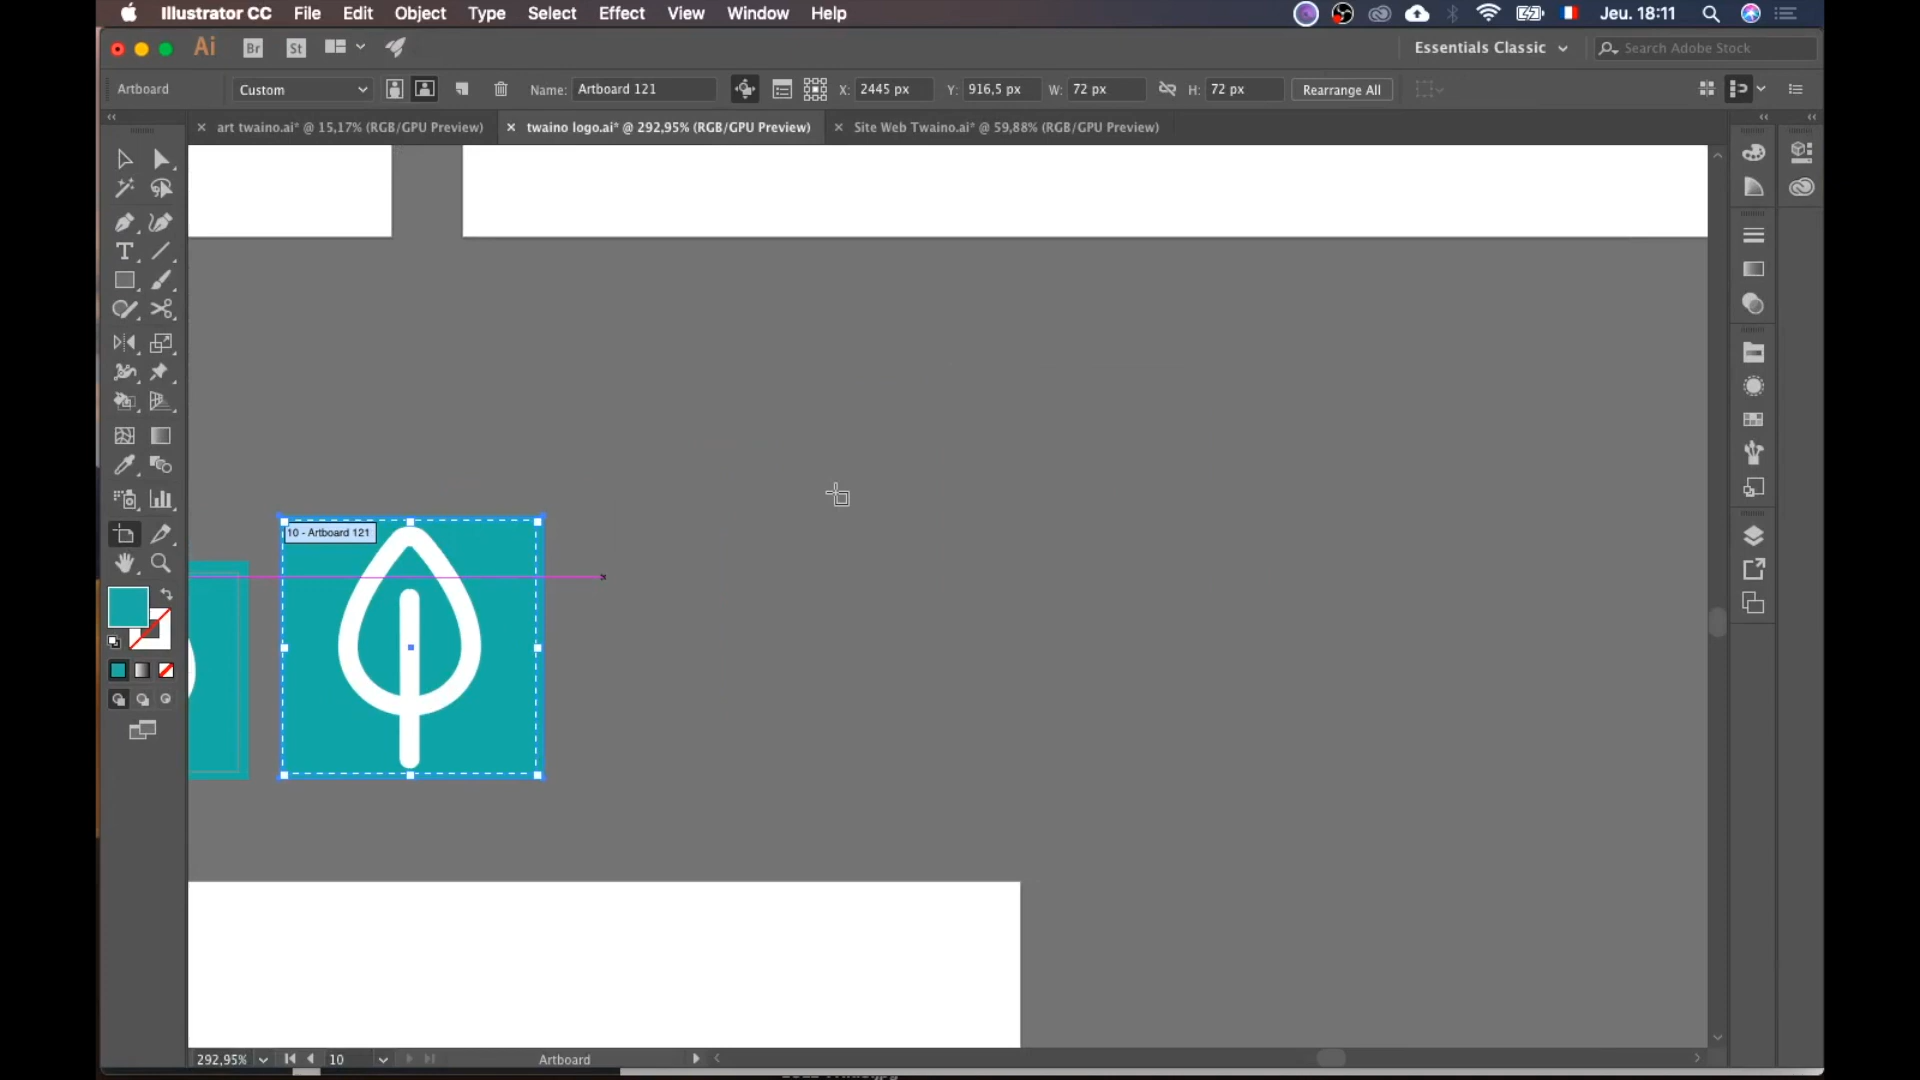 Illustrator CC File Edit Object Type Select Effect View Window Help Jeu. 18:11
Ai Br St Essentials Classic Search Adobe Stock
Artboard Custom Name: Artboard 121 X: 2445 px Y: 916,5 px W: 72 px H: 72 px Rearrange All
art twaino.ai* @ 15,17% (RGB/GPU Preview) twaino logo.ai* @ 292,95% (RGB/GPU Preview) Site Web Twaino.ai* @ 59,88% (RGB/GPU Preview)
10 - Artboard 121
292,95% 10 Artboard